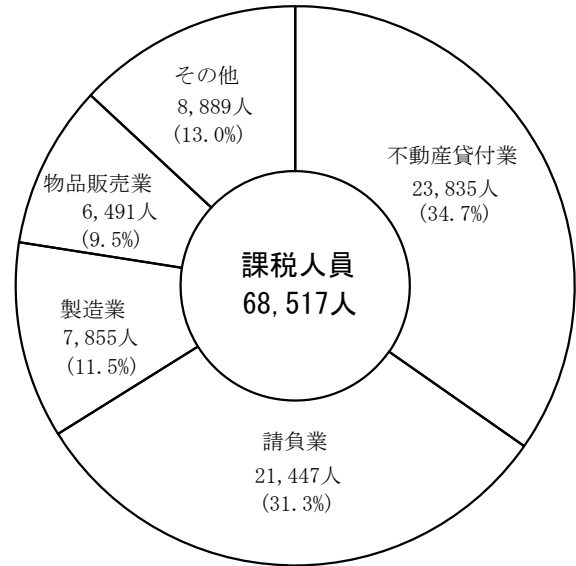 その他
8,889人
(13.0%)
不動産貸付業
23,835人
(34.7%)
物品販売業
6,491人
(9.5%)
課税人員
68,517人
製造業
7,855人
(11.5%)
請負業
21,447人
(31.3%)